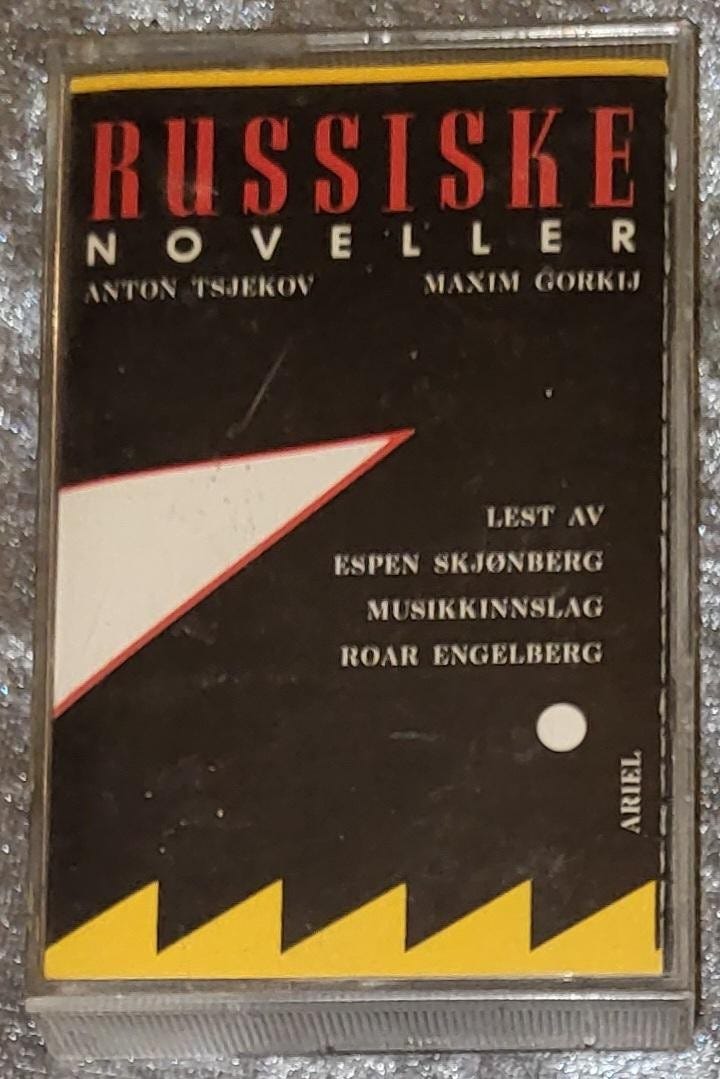 RUSSISKE
NOVELLER
ANTON TSJEKOV MAXIM GORKIJ
LEST AV
ESPEN SKJØNBERG
MUSIKKINNSLAG
ROAR ENGELBERG
ARIEL